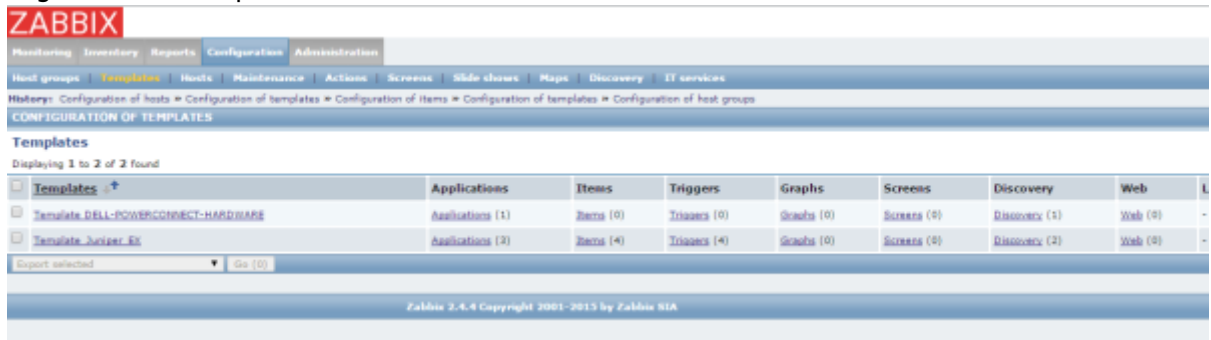 ZABBIX
Monitoring Inventory Reports Configuration Administration
Host groups | Templates | Hosts | Maintenance | Actions | Screens | Slide shows | Maps | Discovery | IT services
History: Configuration of hosts » Configuration of templates » Configuration of items » Configuration of templates » Configuration of host groups
CONFIGURATION OF TEMPLATES
Templates
Displaying 1 to 2 of 2 found
Templates Applications Items Triggers Graphs Screens Discovery Web L
Template DELL-POWERCONNECT-HARDWARE Applications (1) Items (0) Triggers (0) Graphs (0) Screens (0) Discovery (1) Web (0) -
Template Juniper EX Applications Items (4) Triggers (4) Graphs (0) Screens (0) Discovery (2) Web (0) -
Export selected Go (0)
Zabbix 2.4.4 Copyright 2001-2015 by Zabbix SIA